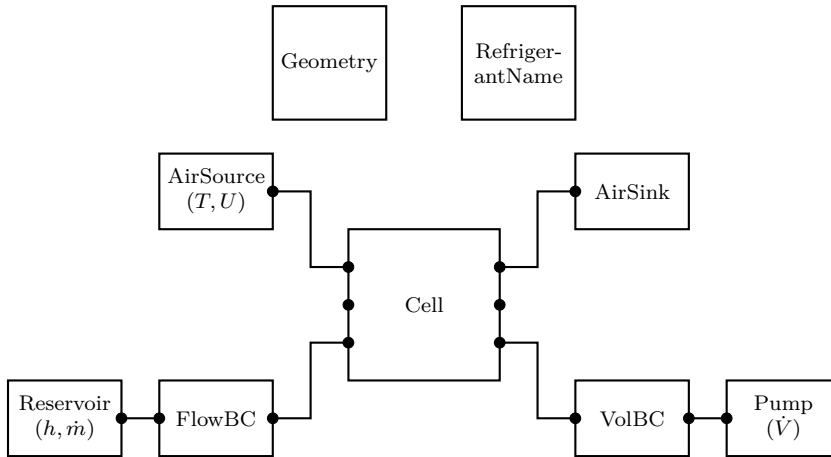 Geometry
Refriger-
antName
AirSource
(T, U)
AirSink
Cell
Reservoir
(h, ṁ)
FlowBC
VolBC
Pump
(V̇)